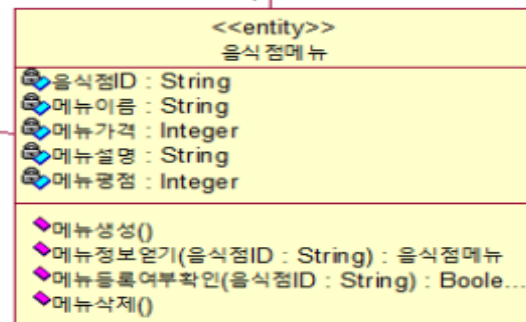 <<entity>>
음식점메뉴
음식점ID : String
메뉴이름 : String
메뉴가격 : Integer
메뉴설명 : String
메뉴평점 : Integer
메뉴생성()
메뉴정보얻기(음식점ID : String) : 음식점메뉴
메뉴등록여부확인(음식점ID : String) : Boole...
메뉴삭제()